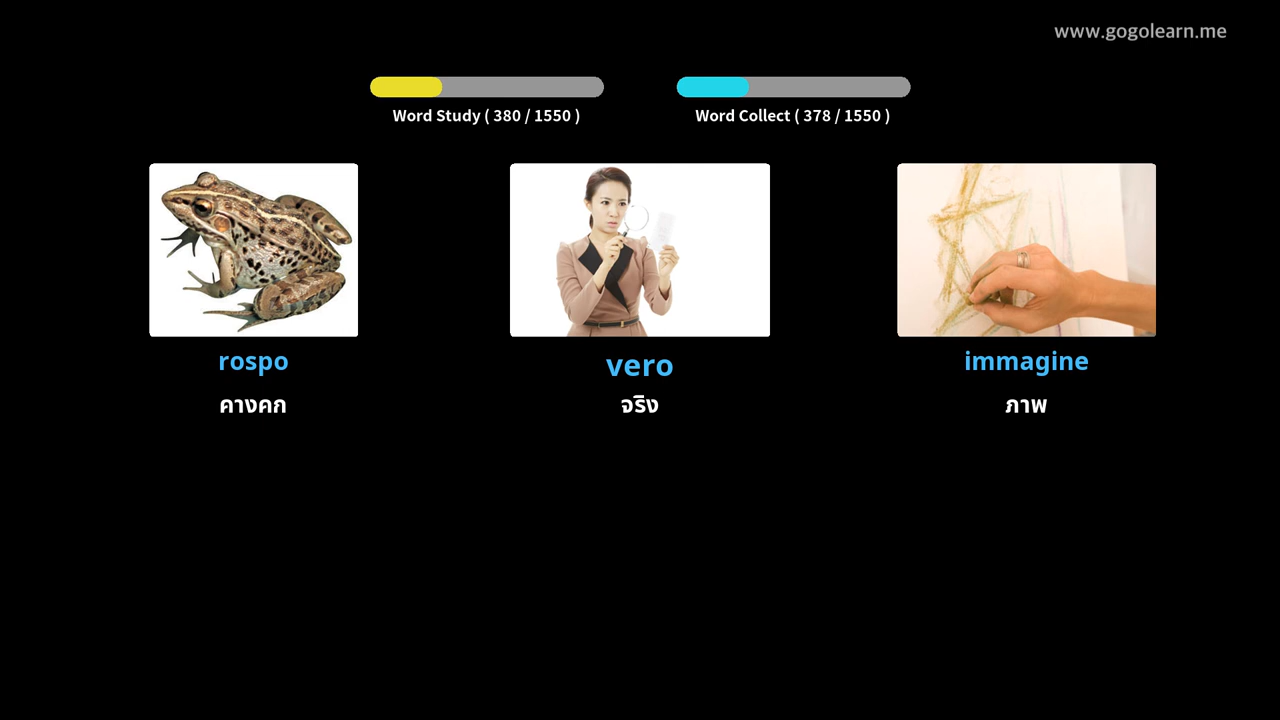 www.gogolearn.me
Word Study ( 380 / 1550 )
Word Collect ( 378 / 1550 )
rospo
vero
immagine
คางคก
จริง
ภาพ